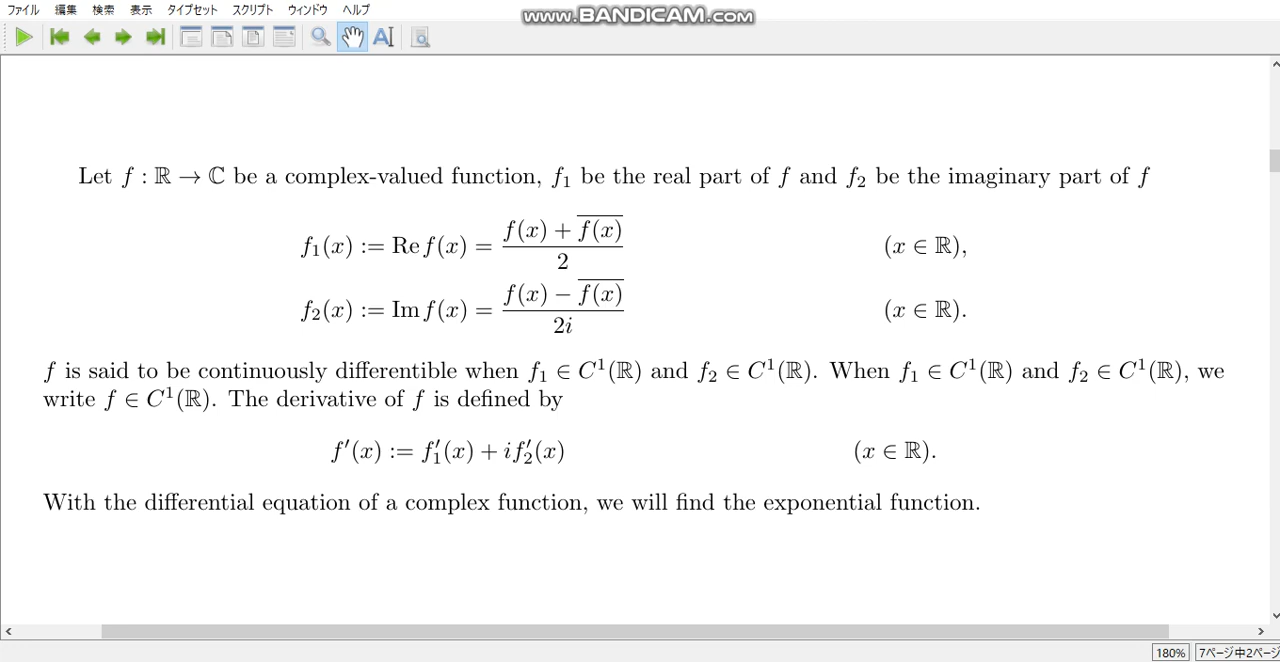 ファイル 編集 検索 表示 タイプセット スクリプト ウィンドウ ヘルプ
www.BANDICAM.com
Let f : ℝ → ℂ be a complex-valued function, f₁ be the real part of f and f₂ be the imaginary part of f
f₁(x) := Re f(x) = \frac{f(x) + \overline{f(x)}}{2} (x ∈ ℝ),
f₂(x) := Im f(x) = \frac{f(x) − \overline{f(x)}}{2i} (x ∈ ℝ).
f is said to be continuously differentible when f₁ ∈ C¹(ℝ) and f₂ ∈ C¹(ℝ). When f₁ ∈ C¹(ℝ) and f₂ ∈ C¹(ℝ), we
write f ∈ C¹(ℝ). The derivative of f is defined by
f′(x) := f₁′(x) + if₂′(x) (x ∈ ℝ).
With the differential equation of a complex function, we will find the exponential function.
180% 7ページ中2ページ